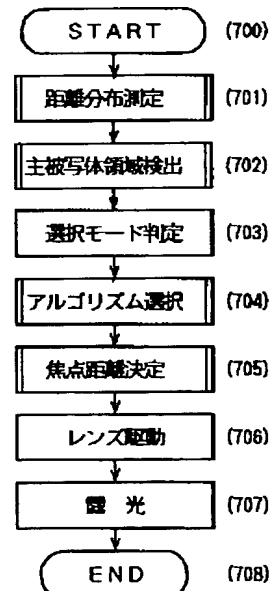 START (700)
距離分布測定 (701)
主被写体領域検出 (702)
選択モード判定 (703)
アルゴリズム選択 (704)
焦点距離決定 (705)
レンズ駆動 (706)
露光 (707)
END (708)